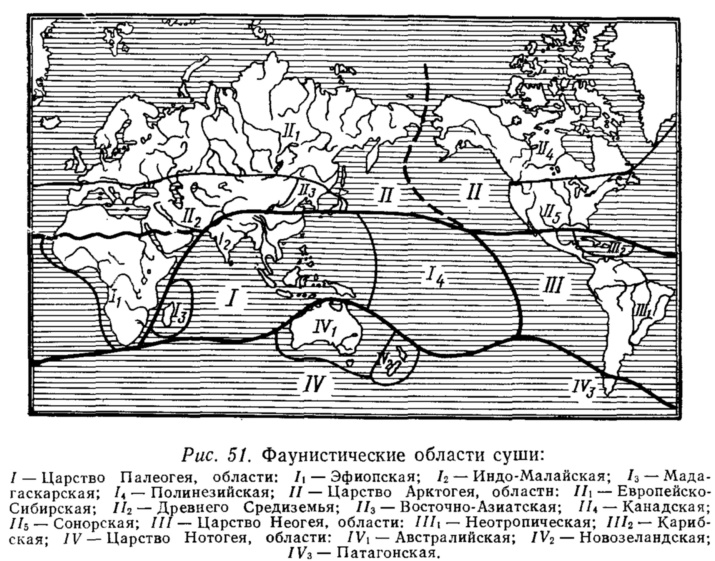 II₁
II₄
II₃
II
II
II₂
II₅
I₂
III₂
I₁
I
I₄
III
I₃
III₁
IV₁
IV₂
IV
IV₃
Рис. 51. Фаунистические области суши:
I — Царство Палеогея, области: I₁ — Эфиопская; I₂ — Индо-Малайская; I₃ — Мада-
гаскарская; I₄ — Полинезийская; II — Царство Арктогея, области: II₁ — Европейско-
Сибирская; II₂ — Древнего Средиземья; II₃ — Восточно-Азиатская; II₄ — Канадская;
II₅ — Сонорская; III — Царство Неогея, области: III₁ — Неотропическая; III₂ — Кариб-
ская; IV — Царство Нотогея, области: IV₁ — Австралийская; IV₂ — Новозеландская;
IV₃ — Патагонская.